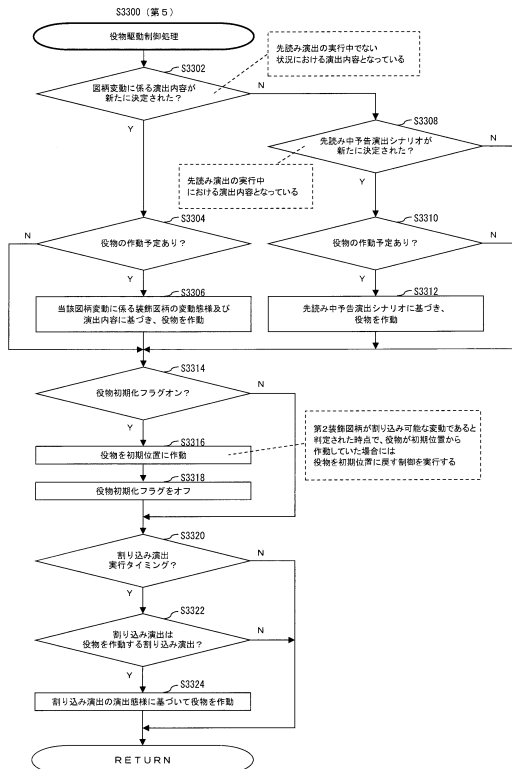 S3300 (第5)
役物駆動制御処理
先読み演出の実行中でない
状況における演出内容となっている
S3302
図柄変動に係る演出内容が
新たに決定された?
N
Y
S3308
先読み中予告演出シナリオが
新たに決定された?
N
Y
先読み演出の実行中
における演出内容となっている
S3304
N
役物の作動予定あり?
Y
S3310
役物の作動予定あり?
N
Y
S3306
当該図柄変動に係る装飾図柄の変動態様及び
演出内容に基づき、役物を作動
S3312
先読み中予告演出シナリオに基づき、
役物を作動
S3314
役物初期化フラグオン?
N
Y
第2装飾図柄が割り込み可能な変動であると
判定された時点で、役物が初期位置から
作動していた場合には
役物を初期位置に戻す制御を実行する
S3316
役物を初期位置に作動
S3318
役物初期化フラグをオフ
S3320
割り込み演出
実行タイミング?
N
Y
S3322
割り込み演出は
役物を作動する割り込み演出?
N
Y
S3324
割り込み演出の演出態様に基づいて役物を作動
RETURN